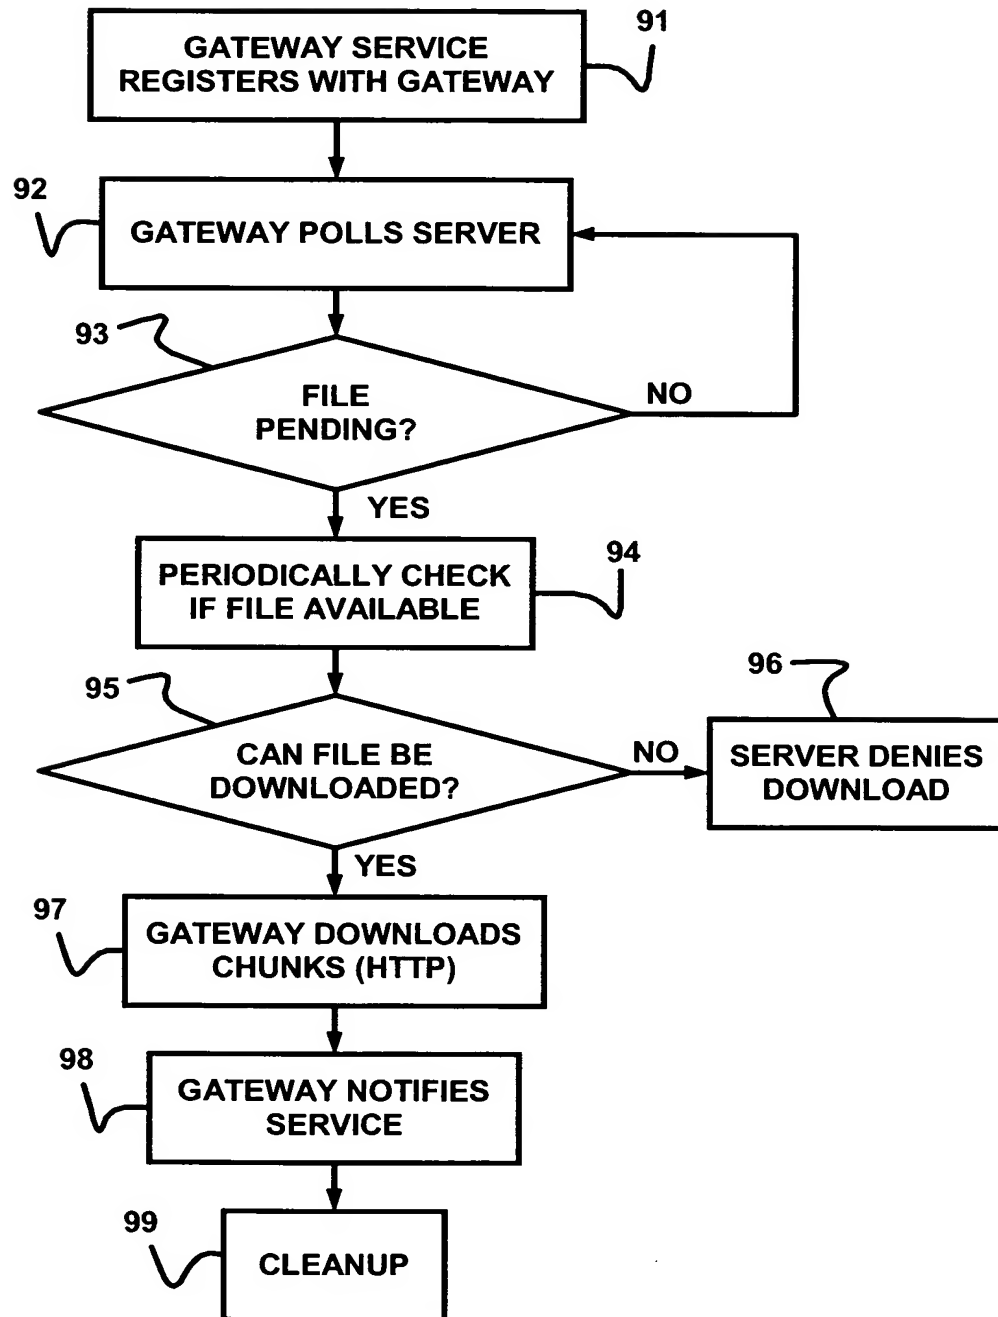 91
GATEWAY SERVICE
REGISTERS WITH GATEWAY
92
GATEWAY POLLS SERVER
93
FILE
PENDING?
NO
YES
94
PERIODICALLY CHECK
IF FILE AVAILABLE
95
CAN FILE BE
DOWNLOADED?
NO
96
SERVER DENIES
DOWNLOAD
YES
97
GATEWAY DOWNLOADS
CHUNKS (HTTP)
98
GATEWAY NOTIFIES
SERVICE
99
CLEANUP